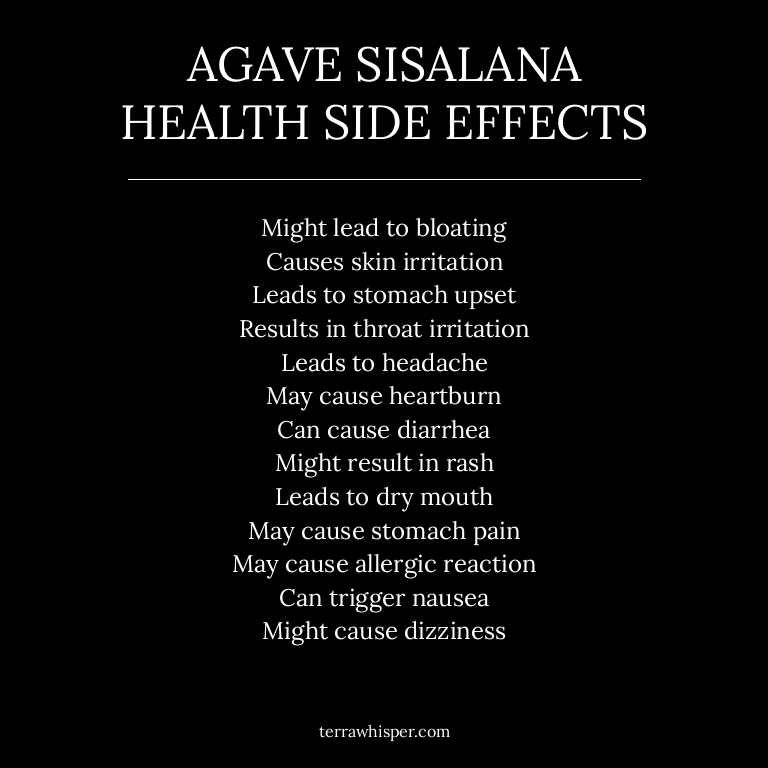 AGAVE SISALANA
HEALTH SIDE EFFECTS
Might lead to bloating
Causes skin irritation
Leads to stomach upset
Results in throat irritation
Leads to headache
May cause heartburn
Can cause diarrhea
Might result in rash
Leads to dry mouth
May cause stomach pain
May cause allergic reaction
Can trigger nausea
Might cause dizziness
terrawhisper.com